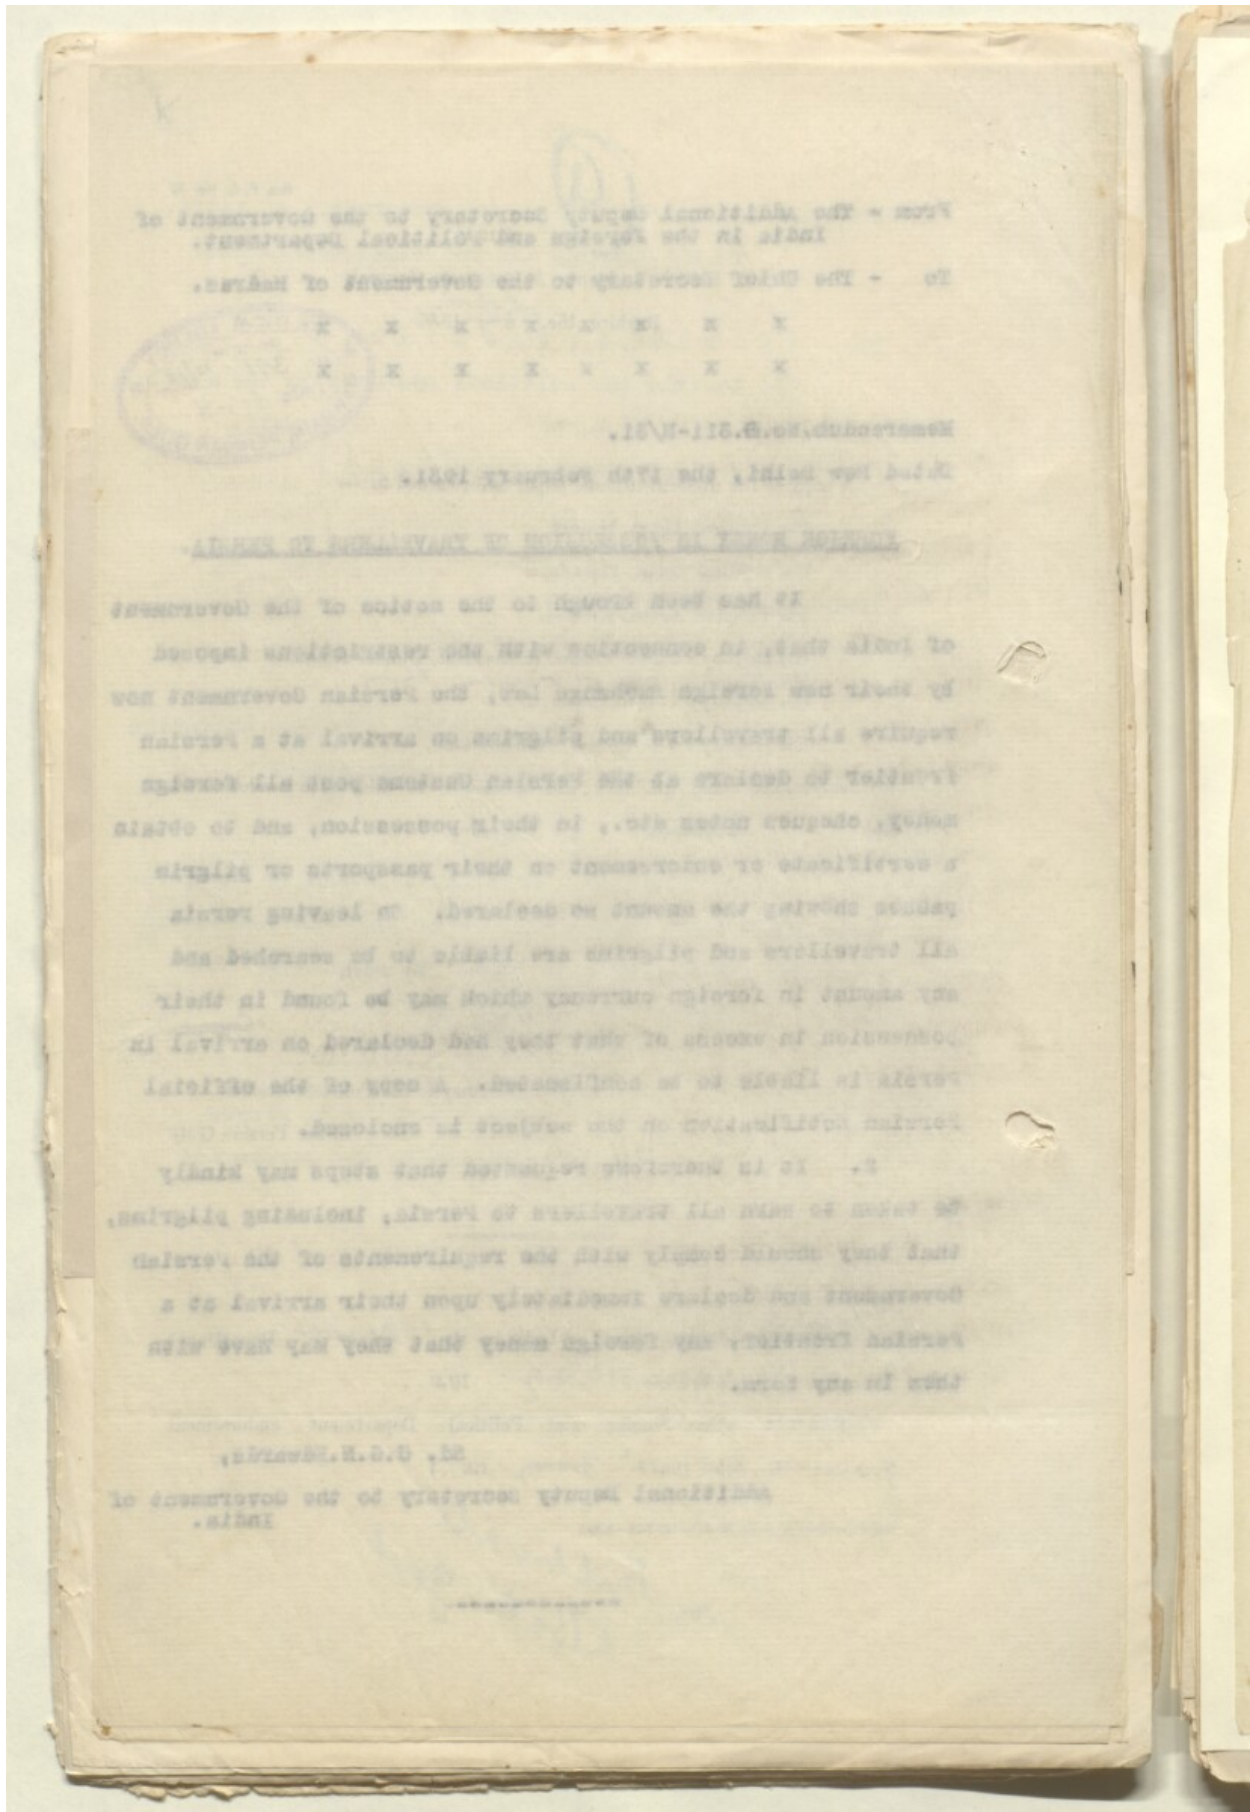 From - The Additional Deputy Secretary to the Government of
India in the Foreign and Political Department.
To - The Chief Secretary to the Government of Madras.
x x x x x x x x
x x x x x x x x
Memorandum.No.D.511-N/31.
Dated New Delhi, the 17th February 1931.
FOREIGN MONEY IN POSSESSION OF TRAVELLERS TO PERSIA.
It has been brough to the notice of the Government
of India that, in connection with the restrictions imposed
by their new Foreign Exchange Law, the Persian Government now
require all travellers and pilgrims on arrival at a Persian
frontier to declare at the Persian Customs post all foreign
money, cheques notes etc., in their possession, and to obtain
a certificate or endorsement on their passports or pilgrim
passes showing the amount so declared. On leaving Persia
all travellers and pilgrims are liable to be searched and
any amount in foreign currency which may be found in their
possession in excess of that they had declared on arrival in
Persia is liable to be confiscated. A copy of the official
Persian Notification on the subject is enclosed.
2. It is therefore requested that steps may kindly
be taken to warn all travellers to Persia, including pilgrims,
that they should comply with the requirements of the Persian
Government and declare immediately upon their arrival at a
Persian frontier, any foreign money that they may have with
them in any form.
Sd. Edwards,
Additional Deputy Secretary to the Government of
India.